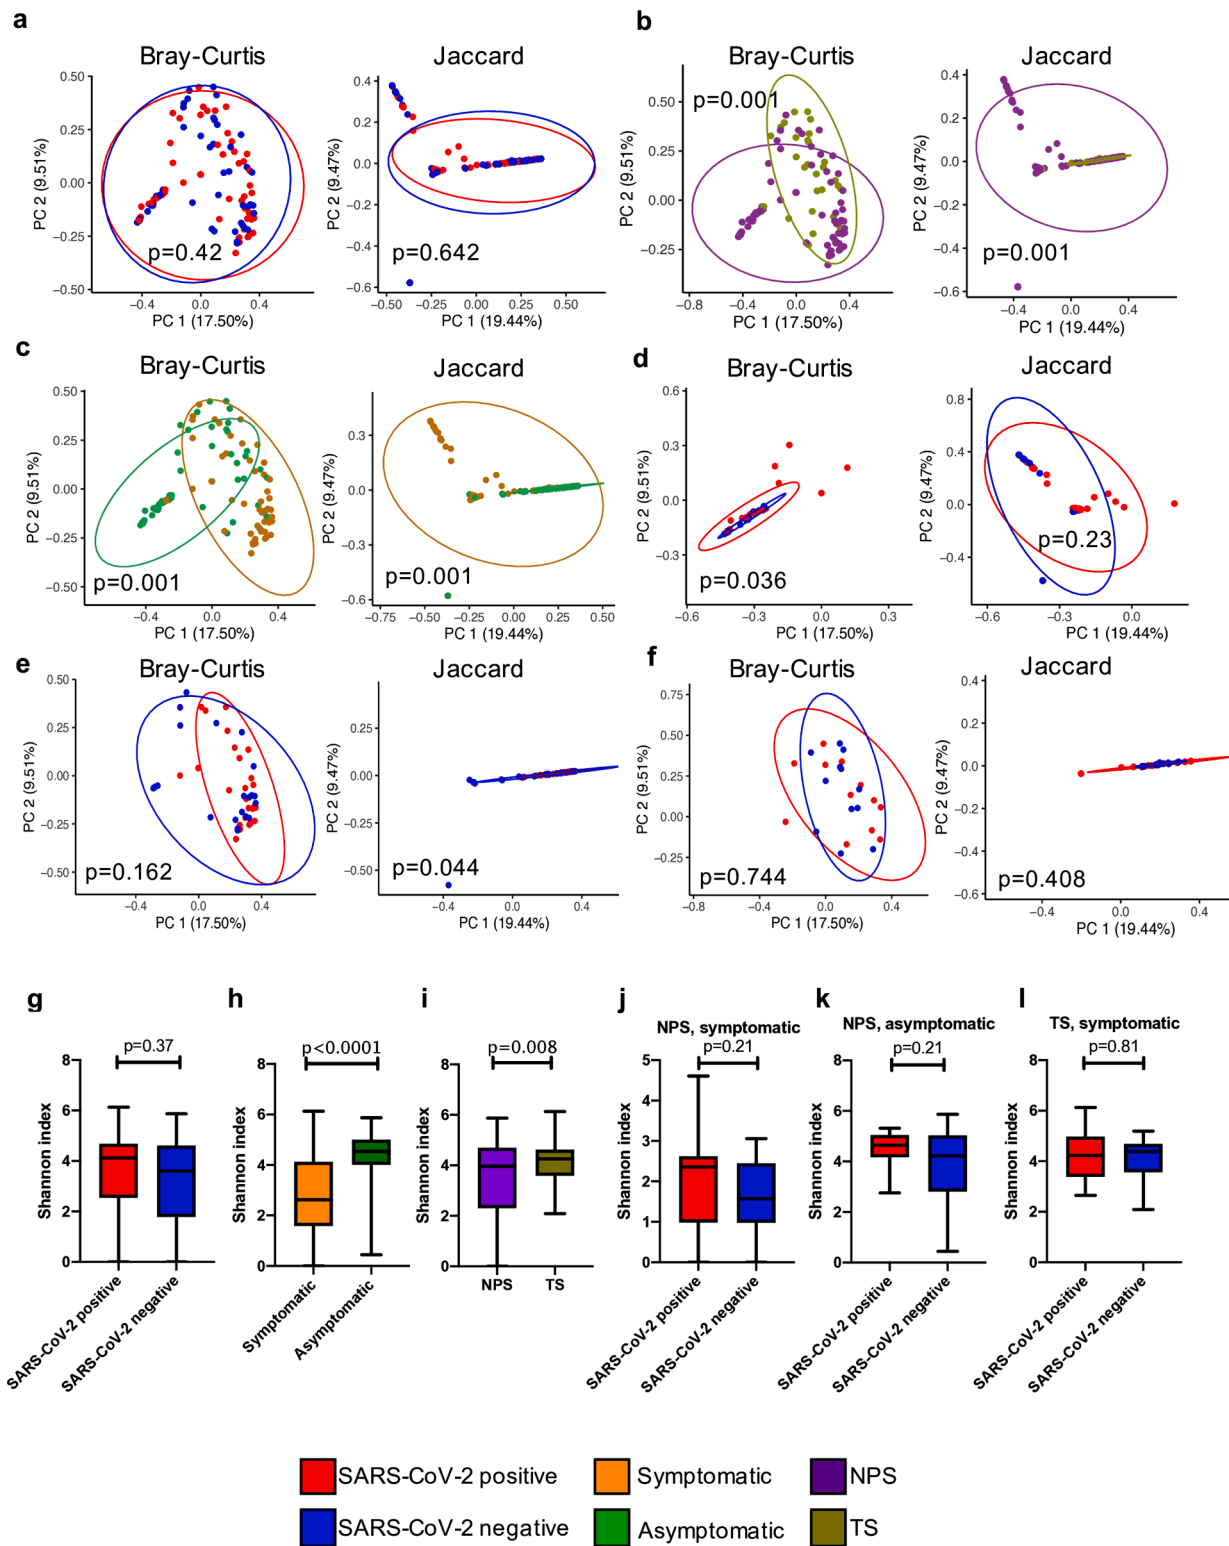 a
Bray-Curtis
Jaccard
PC 2 (9.51%)
0.50
0.25
0.00
−0.25
−0.50
p=0.42
−0.4
0.0
0.4
PC 1 (17.50%)
PC 2 (9.47%)
0.4
0.2
0.0
−0.2
−0.4
−0.6
p=0.642
−0.50
−0.25
0.00
0.25
0.50
PC 1 (19.44%)
b
Bray-Curtis
Jaccard
PC 2 (9.51%)
0.50
0.25
0.00
−0.25
p=0.001
−0.8
−0.4
0.0
0.4
PC 1 (17.50%)
PC 2 (9.47%)
0.4
0.2
0.0
−0.2
−0.4
−0.6
p=0.001
−0.4
0.0
0.4
PC 1 (19.44%)
c
Bray-Curtis
Jaccard
PC 2 (9.51%)
0.50
0.25
0.00
−0.25
−0.50
p=0.001
−0.4
0.0
0.4
PC 1 (17.50%)
PC 2 (9.47%)
0.3
0.0
−0.3
−0.6
p=0.001
−0.75
−0.50
−0.25
0.00
0.25
0.50
PC 1 (19.44%)
d
Bray-Curtis
Jaccard
PC 2 (9.51%)
0.6
0.3
0.0
−0.3
p=0.036
−0.6
−0.3
0.0
0.3
PC 1 (17.50%)
PC 2 (9.47%)
0.8
0.4
0.0
−0.4
p=0.23
−0.6
−0.3
0.0
PC 1 (19.44%)
e
Bray-Curtis
Jaccard
PC 2 (9.51%)
0.50
0.25
0.00
−0.25
−0.50
p=0.162
−0.4
0.0
0.4
PC 1 (17.50%)
PC 2 (9.47%)
0.25
0.00
−0.25
−0.50
p=0.044
−0.4
0.0
0.4
PC 1 (19.44%)
f
Bray-Curtis
Jaccard
PC 2 (9.51%)
0.75
0.50
0.25
0.00
−0.25
p=0.744
−0.8
−0.4
0.0
0.4
PC 1 (17.50%)
PC 2 (9.47%)
0.4
0.2
0.0
−0.2
−0.4
−0.6
p=0.408
−0.4
0.0
0.4
PC 1 (19.44%)
g
p=0.37
Shannon index
8
6
4
2
0
SARS-CoV-2 positive
SARS-CoV-2 negative
h
p<0.0001
Shannon index
8
6
4
2
0
Symptomatic
Asymptomatic
i
p=0.008
Shannon index
8
6
4
2
0
NPS
TS
j
NPS, symptomatic
p=0.21
Shannon index
5
4
3
2
1
0
SARS-CoV-2 positive
SARS-CoV-2 negative
k
NPS, asymptomatic
p=0.21
Shannon index
8
6
4
2
0
SARS-CoV-2 positive
SARS-CoV-2 negative
l
TS, symptomatic
p=0.81
Shannon index
8
6
4
2
0
SARS-CoV-2 positive
SARS-CoV-2 negative
SARS-CoV-2 positive
Symptomatic
NPS
SARS-CoV-2 negative
Asymptomatic
TS